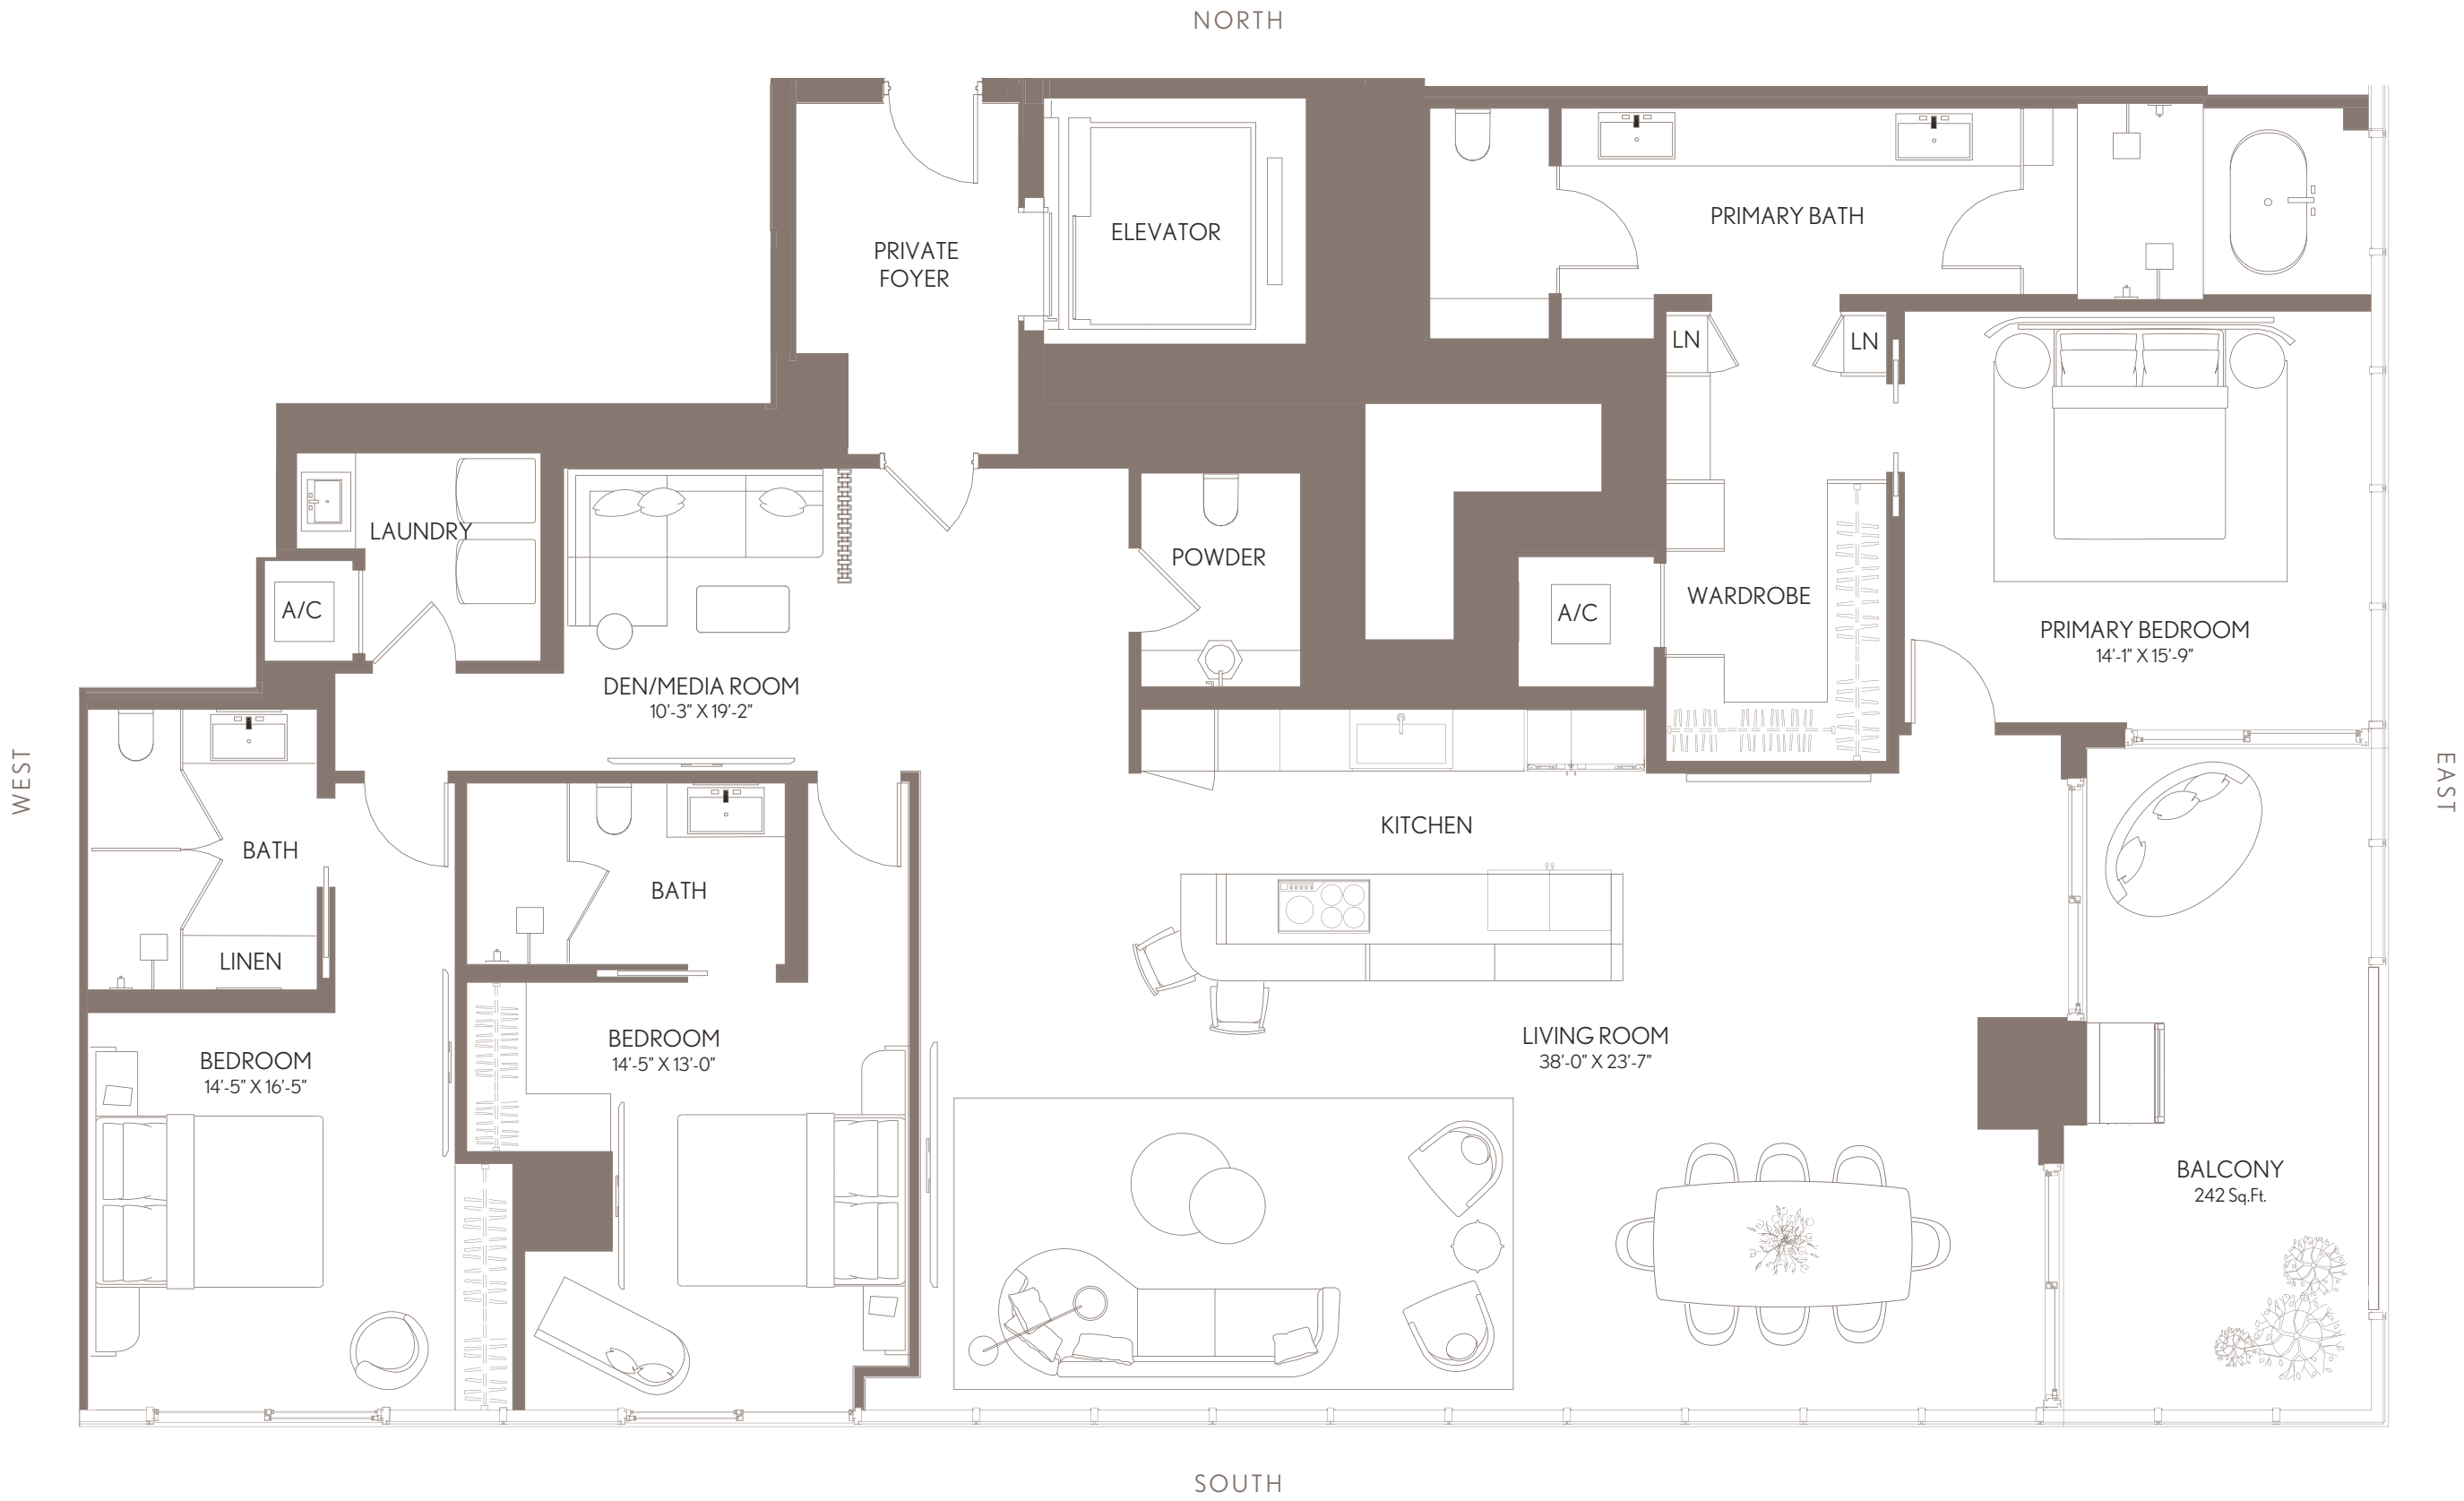 NORTH
PRIVATE
FOYER
ELEVATOR
PRIMARY BATH
LN
LN
LAUNDRY
A/C
POWDER
A/C
WARDROBE
PRIMARY BEDROOM
14'-1" X 15'-9"
DEN/MEDIA ROOM
10'-3" X 19'-2"
WEST
EAST
BATH
BATH
KITCHEN
LINEN
BEDROOM
14'-5" X 16'-5"
BEDROOM
14'-5" X 13'-0"
LIVING ROOM
38'-0" X 23'-7"
BALCONY
242 Sq.Ft.
SOUTH